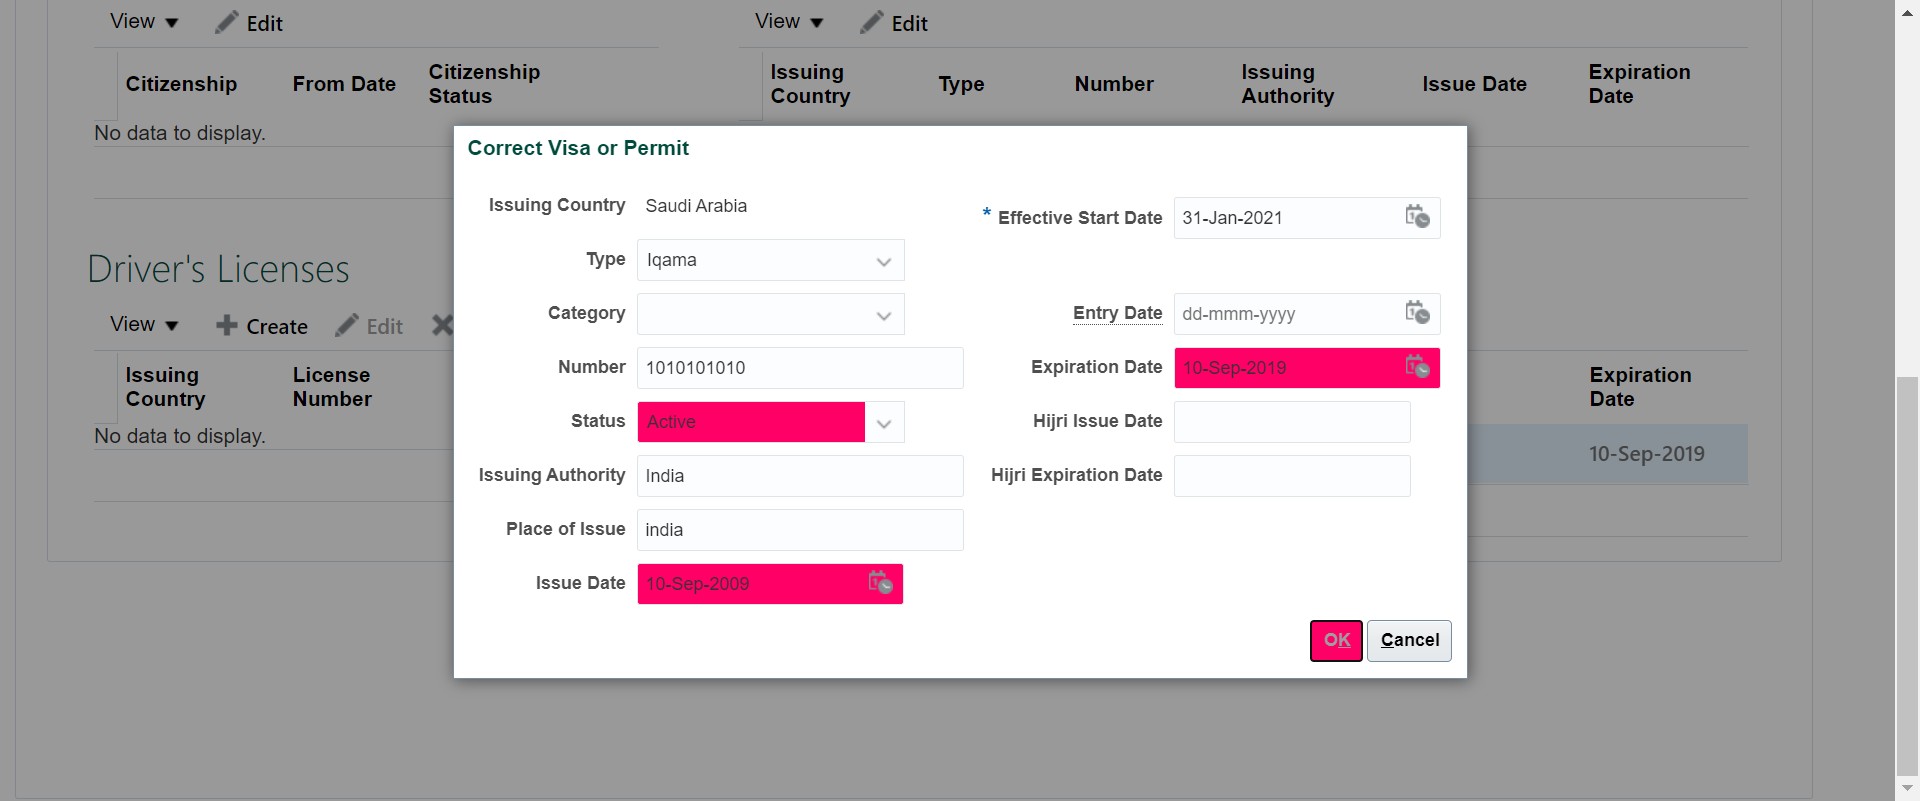 View Edit View Edit
Citizenship From Date Citizenship Status Issuing Country Type Number Issuing Authority Issue Date Expiration Date
No data to display.
Correct Visa or Permit
Issuing Country Saudi Arabia
* Effective Start Date 31-Jan-2021
Type Iqama
Category
Entry Date dd-mmm-yyyy
Number 1010101010
Expiration Date 10-Sep-2019
Status Active
Hijri Issue Date
Issuing Authority India
Hijri Expiration Date
Place of Issue india
Issue Date 10-Sep-2009
OK Cancel
Driver's Licenses
View Create Edit
Issuing Country License Number Expiration Date
No data to display.
10-Sep-2019